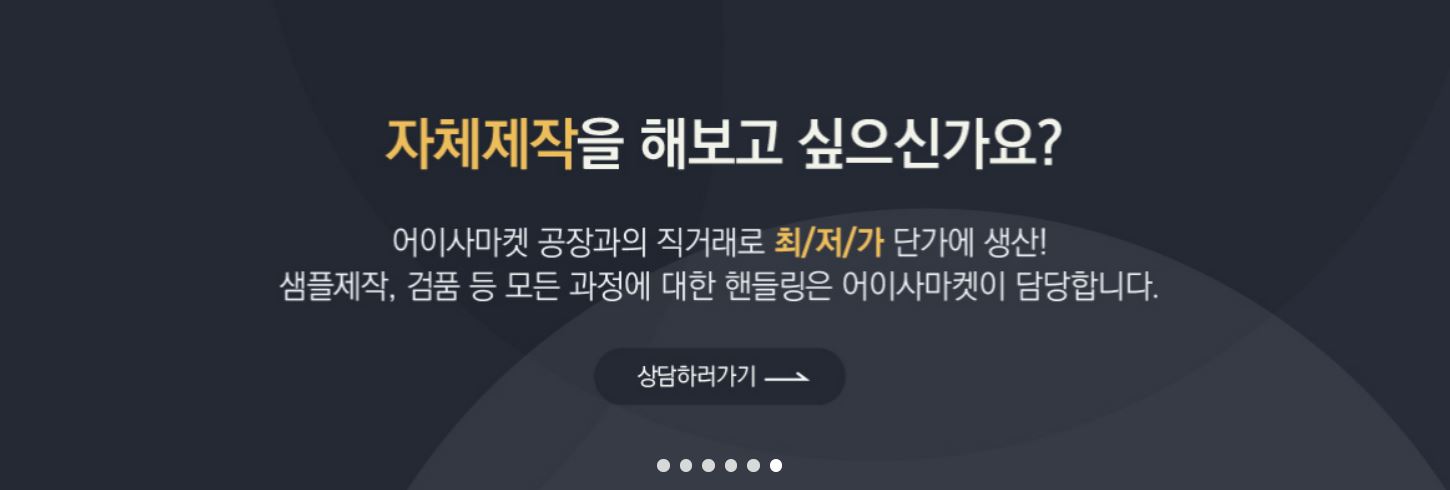 자체제작을 해보고 싶으신가요?
어이사마켓 공장과의 직거래로 최/저/가 단가에 생산!
샘플제작, 검품 등 모든 과정에 대한 핸들링은 어이사마켓이 담당합니다.
상담하러가기